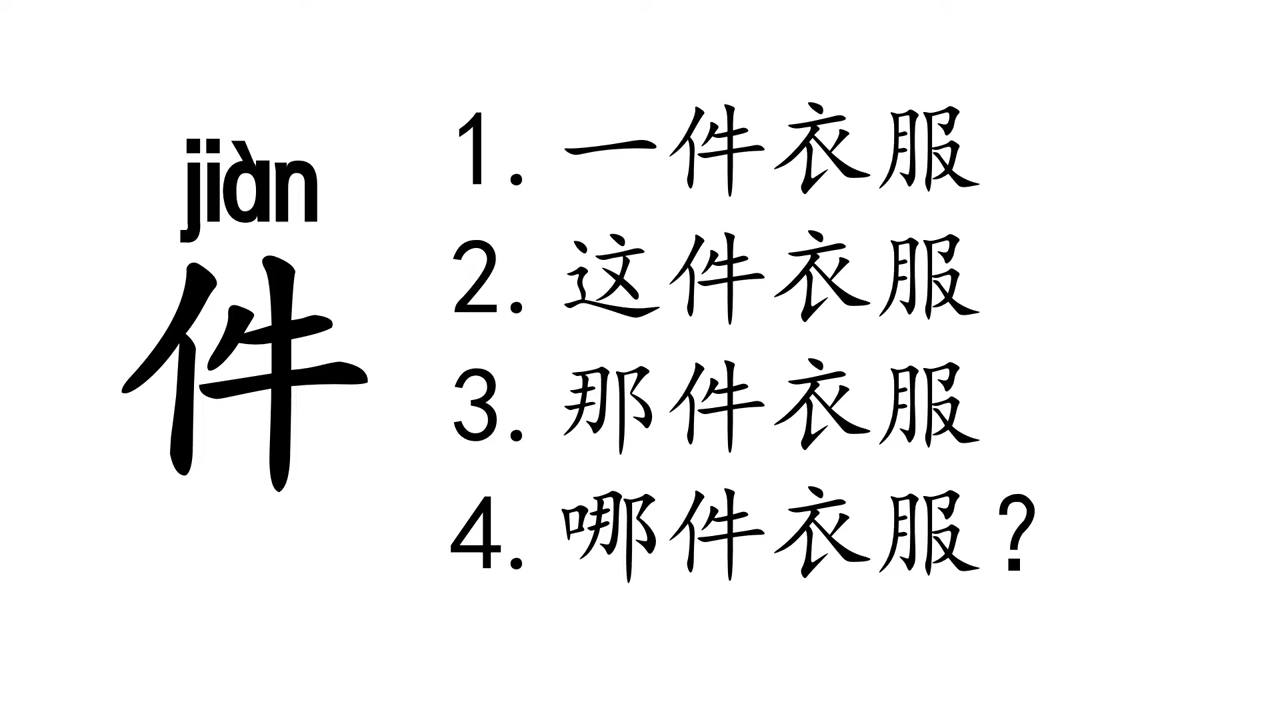 jiàn
件
1. 一件衣服
2. 这件衣服
3. 那件衣服
4. 哪件衣服?